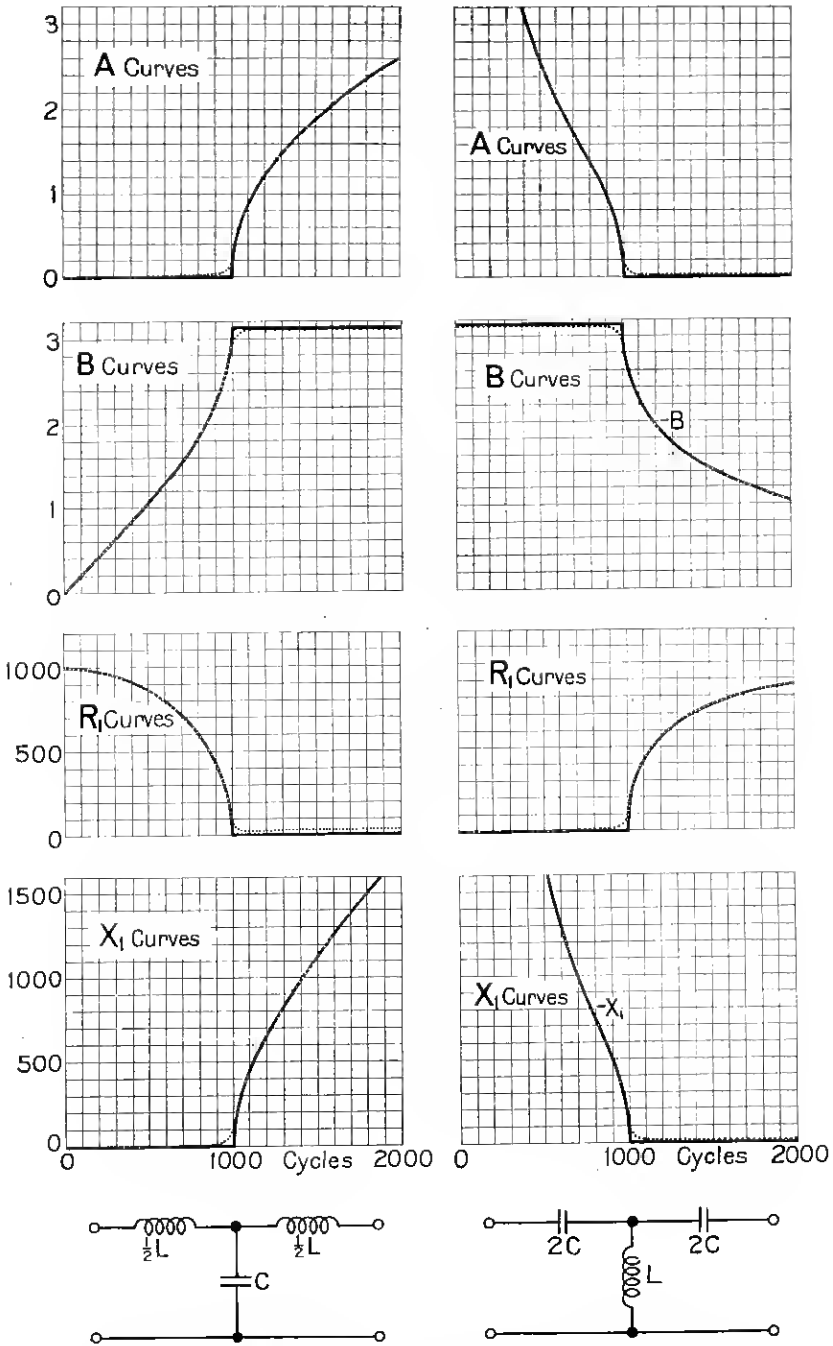 3
2
1
0
A Curves
A Curves
3
2
1
0
B Curves
B Curves
-B
1000
500
0
R₁ Curves
R₁ Curves
1500
1000
500
0
X₁ Curves
X₁ Curves
-X₁
0 1000 Cycles 2000
0 1000 Cycles 2000
½L ½L
C
2C 2C
L